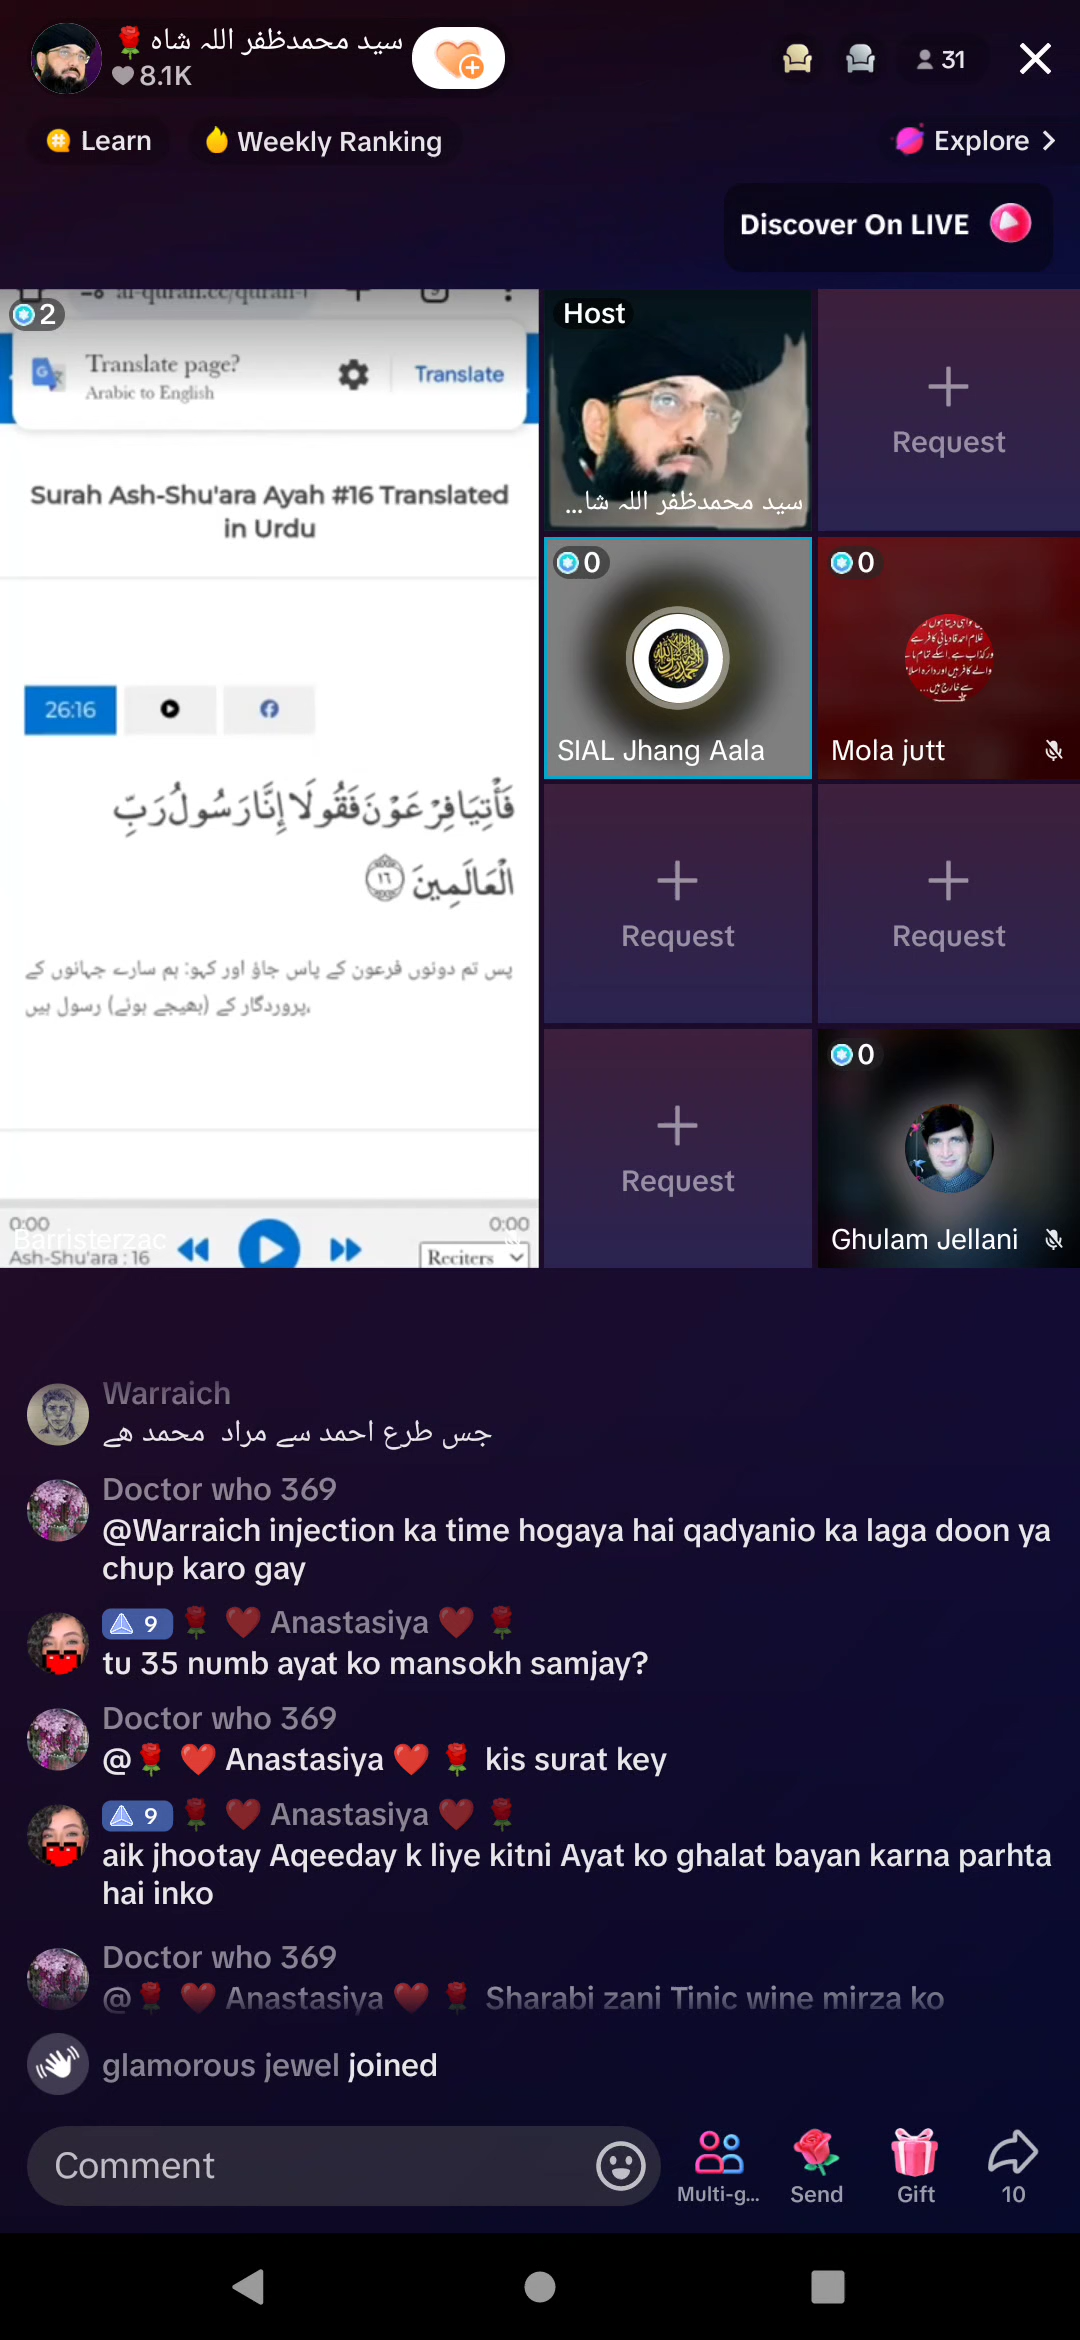 سید محمدظفر اللہ شاہ🌹
8.1K
31
Learn
Weekly Ranking
Explore
Discover On LIVE
2
Translate page?
Arabic to English
Translate
Surah Ash-Shu'ara Ayah #16 Translated
in Urdu
26:16
فَأْتِيَا فِرْعَوْنَ فَقُولَا إِنَّا رَسُولُ رَبِّ
الْعَالَمِينَ ١٦
پس تم دونوں فرعون کے پاس جاؤ اور کہو: ہم سارے جہانوں کے
پروردگار کے (بھیجے ہوئے) رسول ہیں،
0:00
0:00
Barristerzac
Ash-Shu'ara : 16
Reciters
Host
سید محمدظفر اللہ شا...
Request
0
SIAL Jhang Aala
0
Mola jutt
Request
Request
Request
0
Ghulam Jellani
Warraich
جس طرع احمد سے مراد محمد ھے
Doctor who 369
@Warraich injection ka time hogaya hai qadyanio ka laga doon ya
chup karo gay
9 🌹 ❤️ Anastasiya ❤️ 🌹
tu 35 numb ayat ko mansokh samjay?
Doctor who 369
@🌹 ❤️ Anastasiya ❤️ 🌹 kis surat key
9 🌹 ❤️ Anastasiya ❤️ 🌹
aik jhootay Aqeeday k liye kitni Ayat ko ghalat bayan karna parhta
hai inko
Doctor who 369
@🌹 ❤️ Anastasiya ❤️ 🌹 Sharabi zani Tinic wine mirza ko
glamorous jewel joined
Comment
Multi-g...
Send
Gift
10